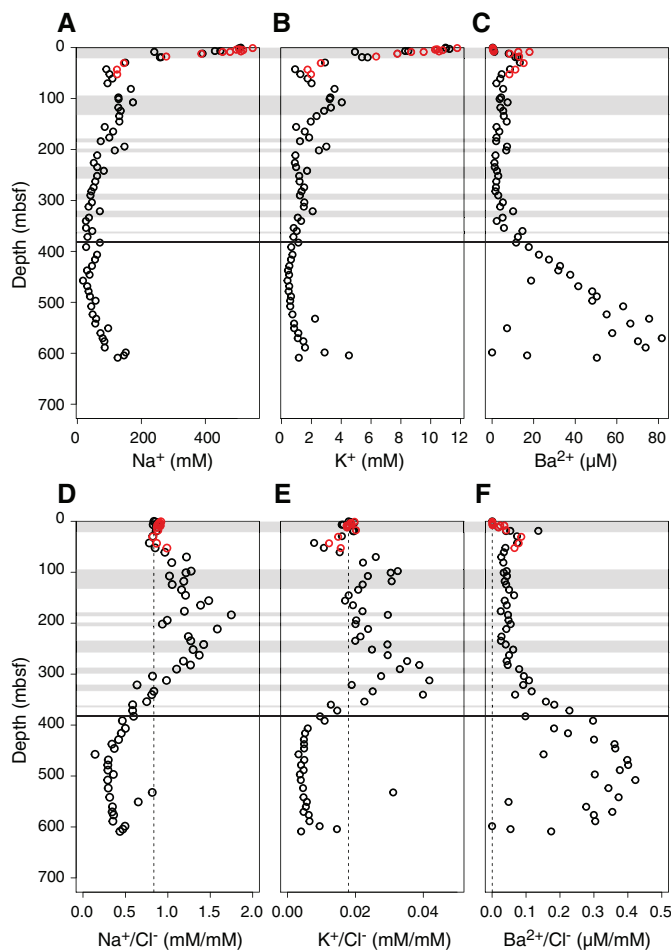 A B C
0
100
200
300
400
500
600
700
Depth (mbsf)
0 200 400 0 2 4 6 8 10 12 0 20 40 60 80
Na⁺ (mM) K⁺ (mM) Ba²⁺ (µM)
D E F
0
100
200
300
400
500
600
700
Depth (mbsf)
0.0 0.5 1.0 1.5 2.0 0.00 0.02 0.04 0.0 0.1 0.2 0.3 0.4 0.5
Na⁺/Cl⁻ (mM/mM) K⁺/Cl⁻ (mM/mM) Ba²⁺/Cl⁻ (µM/mM)